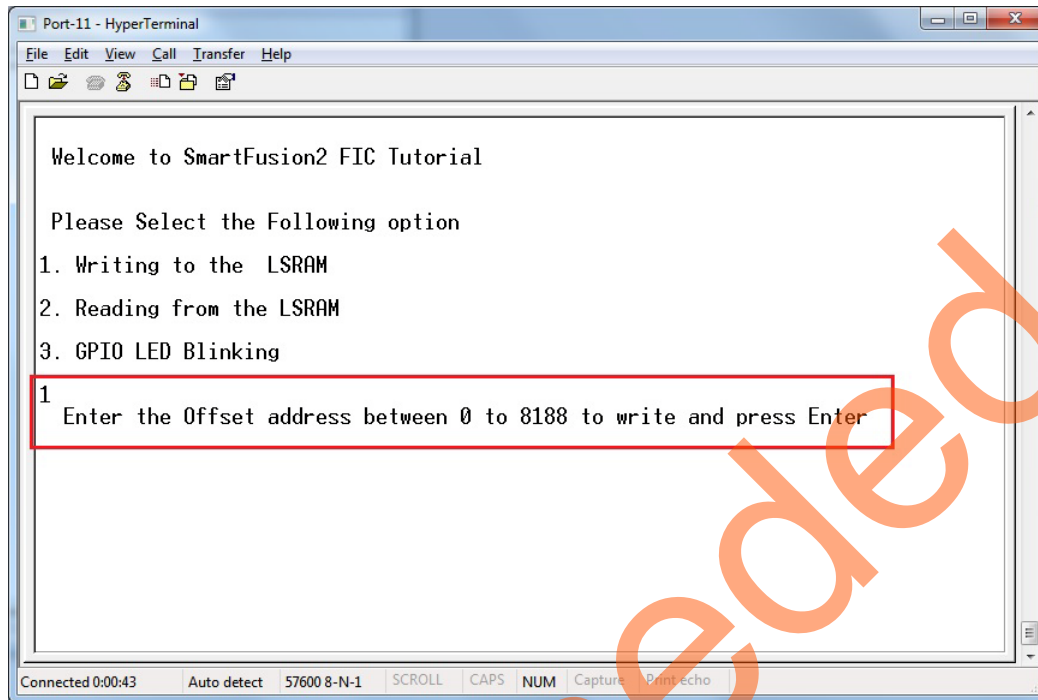 Port-11 - HyperTerminal
File Edit View Call Transfer Help
Welcome to SmartFusion2 FIC Tutorial
Please Select the Following option
1. Writing to the  LSRAM
2. Reading from the LSRAM
3. GPIO LED Blinking
1
Enter the Offset address between 0 to 8188 to write and press Enter
Connected 0:00:43 Auto detect 57600 8-N-1 SCROLL CAPS NUM Capture Print echo
eded